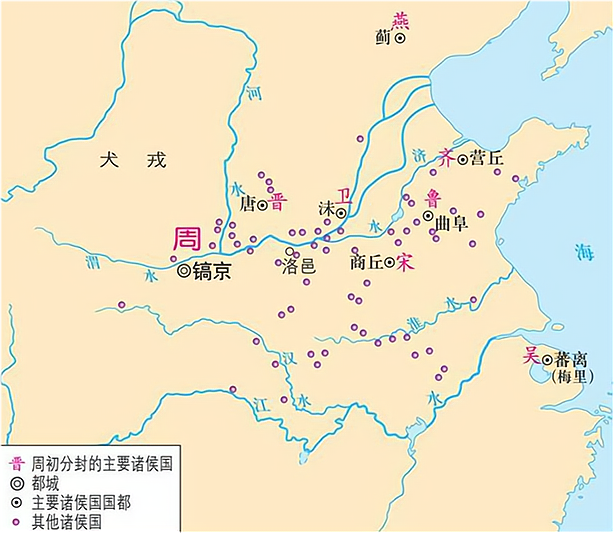 燕
蓟
河
犬 戎
济
齐 营丘
水
唐 晋
卫
沫
鲁
曲阜
水
周
海
渭
水
镐京
洛邑
商丘 宋
淮 水
汉
水
吴 蕃离
(梅里)
江
水
晋 周初分封的主要诸侯国
都城
主要诸侯国国都
其他诸侯国